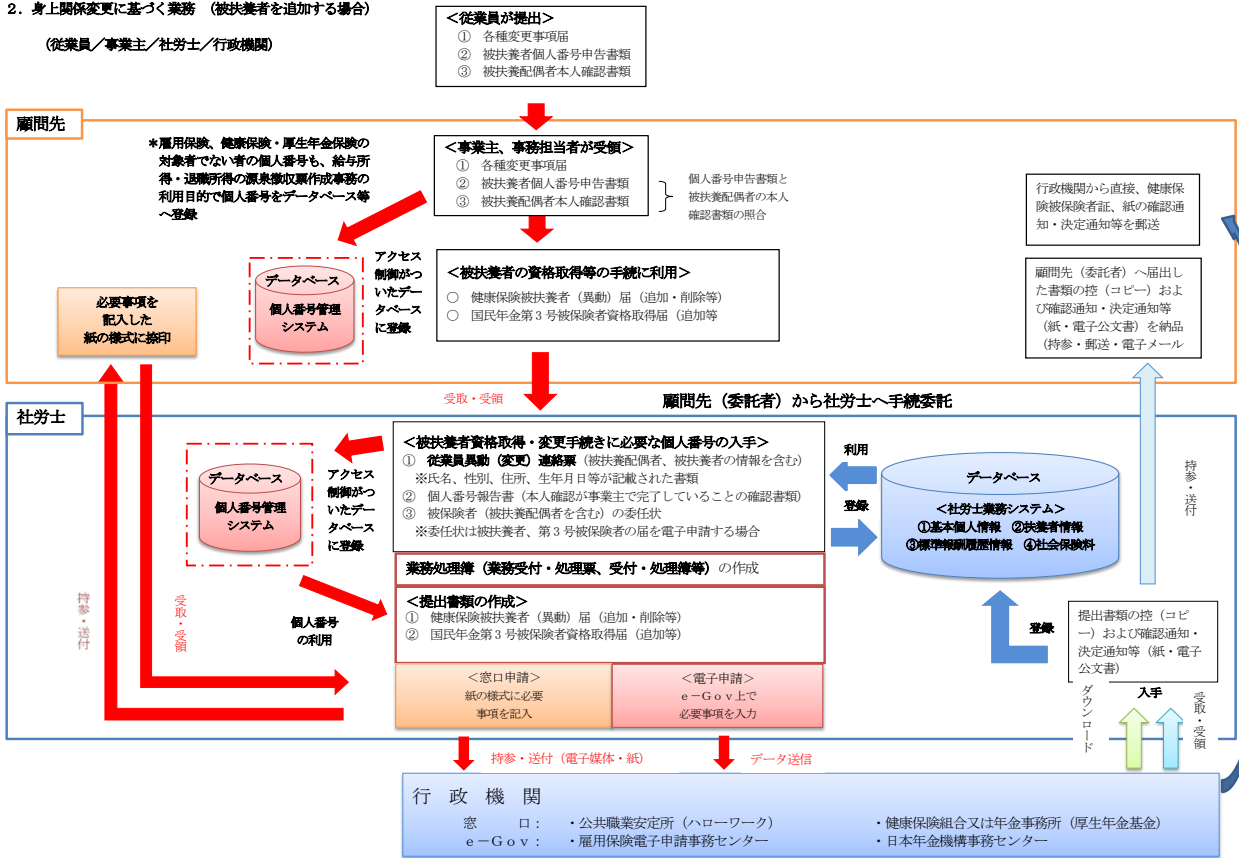 2．身上関係変更に基づく業務　（被扶養者を追加する場合）
（従業員／事業主／社労士／行政機関）
＜従業員が提出＞
①　各種変更事項届
②　被扶養者個人番号申告書類
③　被扶養配偶者本人確認書類
顧問先
＊雇用保険、健康保険・厚生年金保険の
対象者でない者の個人番号も、給与所
得・退職所得の源泉徴収票作成事務の
利用目的で個人番号をデータベース等
へ登録
＜事業主、事務担当者が受領＞
①　各種変更事項届
②　被扶養者個人番号申告書類
③　被扶養配偶者本人確認書類
個人番号申告書類と
被扶養配偶者の本人
確認書類の照合
行政機関から直接、健康保
険被保険者証、紙の確認通
知・決定通知等を郵送
データベース
個人番号管理
システム
アクセス
制御がつ
いたデー
タベース
に登録
＜被扶養者の資格取得等の手続に利用＞
○　健康保険被扶養者（異動）届（追加・削除等）
○　国民年金第３号被保険者資格取得届（追加等
顧問先（委託者）へ届出し
た書類の控（コピー）およ
び確認通知・決定通知等
（紙・電子公文書）を納品
（持参・郵送・電子メール
必要事項を
記入した
紙の様式に捺印
受取・受領
顧問先（委託者）から社労士へ手続委託
社労士
＜被扶養者資格取得・変更手続きに必要な個人番号の入手＞
①　従業員異動（変更）連絡票（被扶養配偶者、被扶養者の情報を含む）
※氏名、性別、住所、生年月日等が記載された書類
②　個人番号報告書（本人確認が事業主で完了していることの確認書類）
③　被保険者（被扶養配偶者を含む）の委任状
※委任状は被扶養者、第３号被保険者の届を電子申請する場合
データベース
個人番号管理
システム
アクセス
制御がつ
いたデー
タベース
に登録
利用
登録
データベース
＜社労士業務システム＞
①基本個人情報　②扶養者情報
③標準報酬履歴情報　④社会保険料
持参・送付
業務処理簿（業務受付・処理票、受付・処理簿等）の作成
＜提出書類の作成＞
①　健康保険被扶養者（異動）届（追加・削除等）
②　国民年金第３号被保険者資格取得届（追加等）
個人番号
の利用
持参・送付
受取・受領
＜窓口申請＞
紙の様式に必要
事項を記入
＜電子申請＞
ｅ－Ｇｏｖ上で
必要事項を入力
登録
提出書類の控（コピ
ー）および確認通知・
決定通知等（紙・電子
公文書）
入手
ダウンロード
受取・受領
持参・送付（電子媒体・紙）
データ送信
行政機関
窓　　口：　・公共職業安定所（ハローワーク）　　・健康保険組合又は年金事務所（厚生年金基金）
ｅ－Ｇｏｖ：　・雇用保険電子申請事務センター　　・日本年金機構事務センター